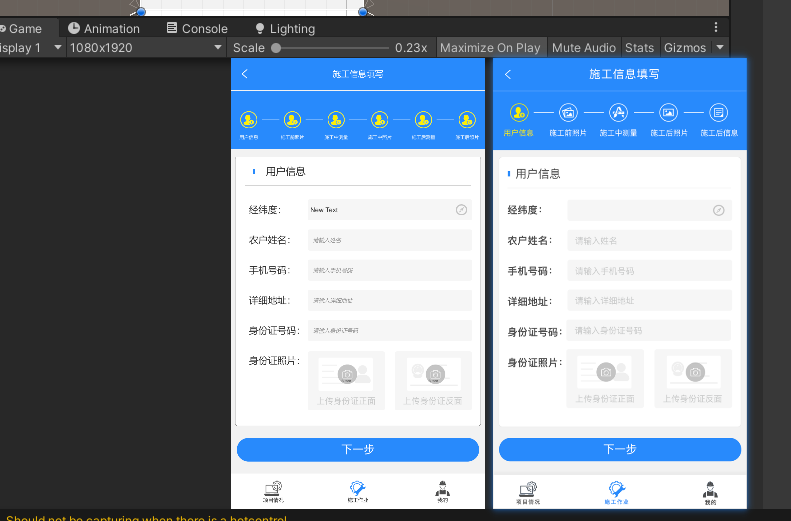 Animation
Console
Lighting
Game
isplay 1
1080x1920
Scale
0.23x
Maximize On Play
Mute Audio
Stats
Gizmos
施工信息填写
用户信息
施工前照片
施工中测量
施工中照片
施工后测量
施工后照片
用户信息
经纬度：
New Text
农户姓名：
请输入姓名
手机号码：
请输入手机号码
详细地址：
请输入详细地址
身份证号码：
请输入身份证号码
身份证照片：
上传身份证正面
上传身份证反面
下一步
项目情况
施工作业
我的
施工信息填写
用户信息
施工前照片
施工中测量
施工后照片
施工后信息
用户信息
经纬度：
农户姓名：
请输入姓名
手机号码：
请输入手机号码
详细地址：
请输入详细地址
身份证号码：
请输入身份证号码
身份证照片：
上传身份证正面
上传身份证反面
下一步
项目情况
施工作业
我的
Should not be capturing when there is a hotcontrol